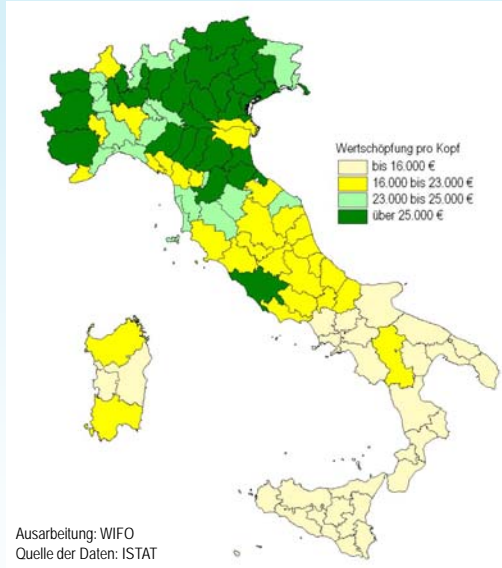 Wertschöpfung pro Kopf
bis 16.000 €
16.000 bis 23.000 €
23.000 bis 25.000 €
über 25.000 €
Ausarbeitung: WIFO
Quelle der Daten: ISTAT